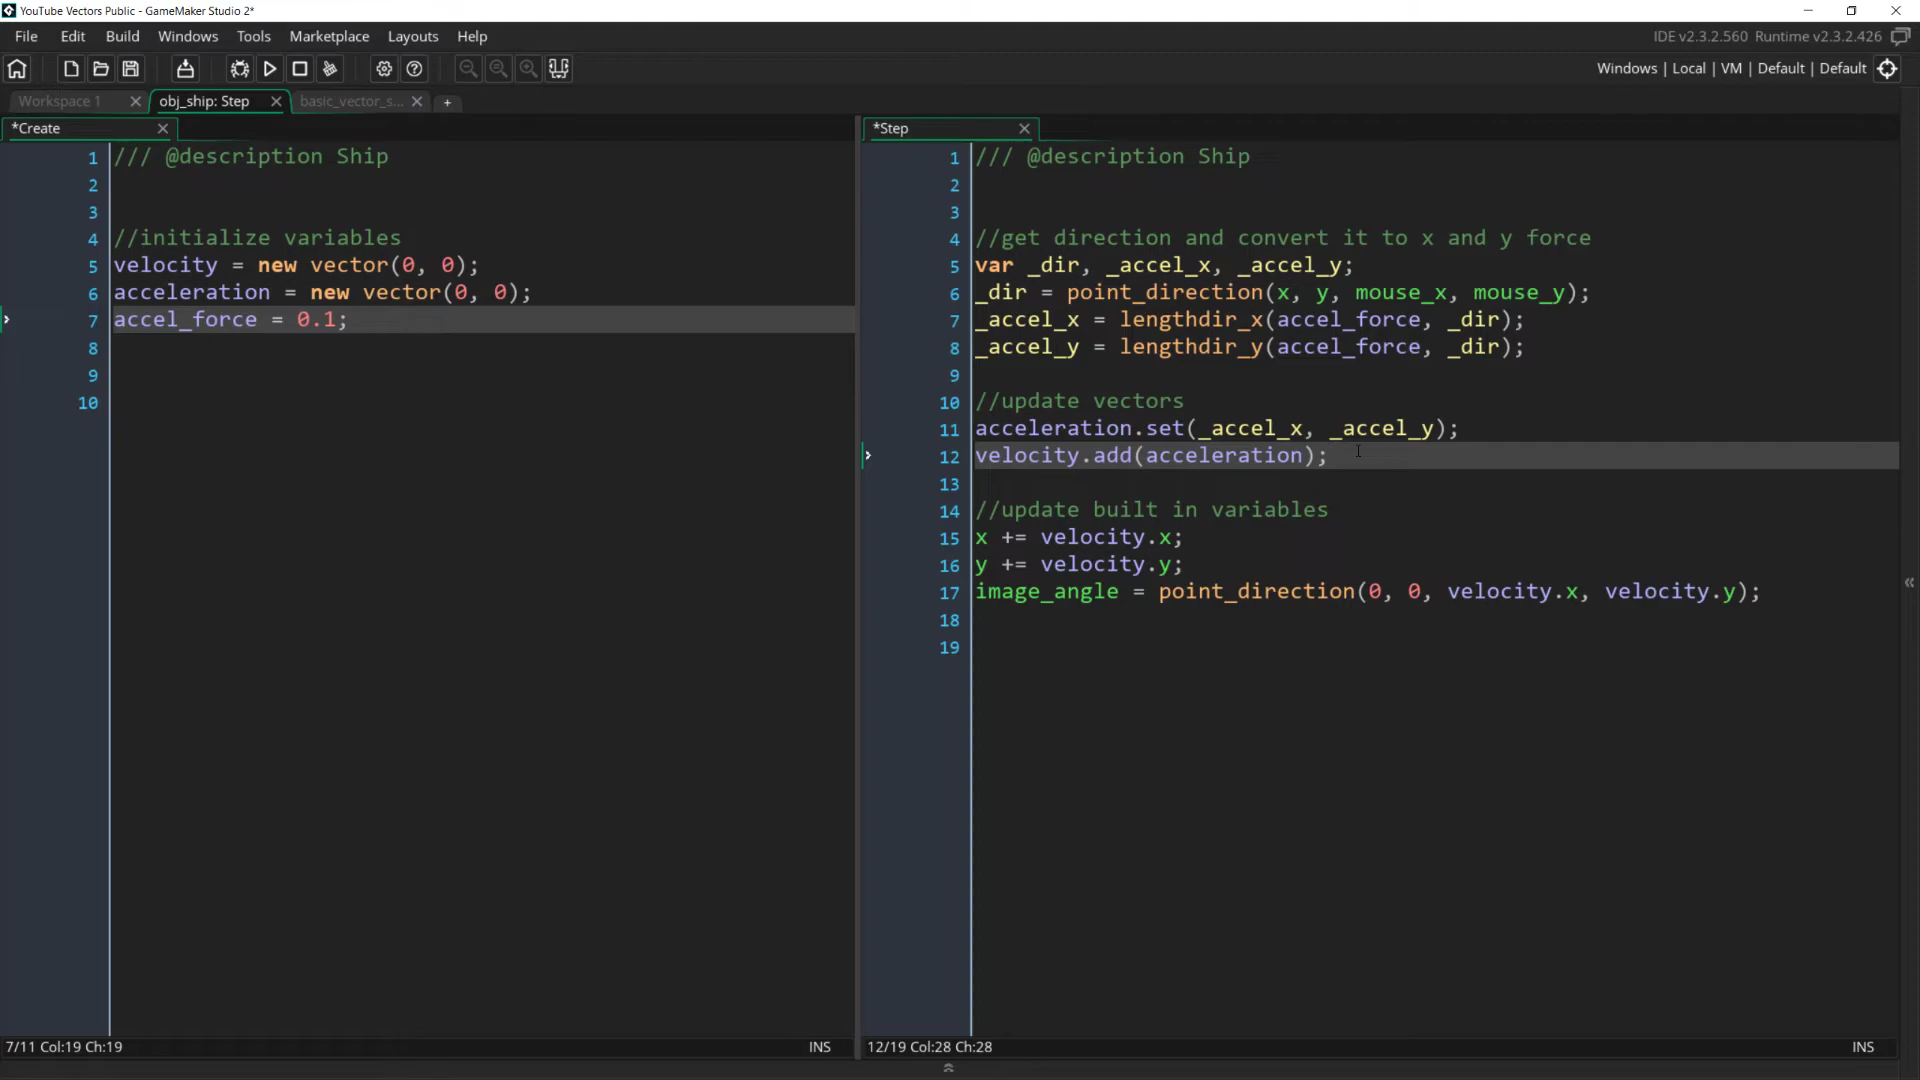 YouTube Vectors Public - GameMaker Studio 2*
File Edit Build Windows Tools Marketplace Layouts Help
IDE v2.3.2.560 Runtime v2.3.2.426
Windows | Local | VM | Default | Default
Workspace 1
obj_ship: Step
basic_vector_s...
*Create
1 /// @description Ship
2
3
4 //initialize variables
5 velocity = new vector(0, 0);
6 acceleration = new vector(0, 0);
7 accel_force = 0.1;
8
9
10
7/11 Col:19 Ch:19
INS
*Step
1 /// @description Ship
2
3
4 //get direction and convert it to x and y force
5 var _dir, _accel_x, _accel_y;
6 _dir = point_direction(x, y, mouse_x, mouse_y);
7 _accel_x = lengthdir_x(accel_force, _dir);
8 _accel_y = lengthdir_y(accel_force, _dir);
9
10 //update vectors
11 acceleration.set(_accel_x, _accel_y);
12 velocity.add(acceleration);
13
14 //update built in variables
15 x += velocity.x;
16 y += velocity.y;
17 image_angle = point_direction(0, 0, velocity.x, velocity.y);
18
19
12/19 Col:28 Ch:28
INS